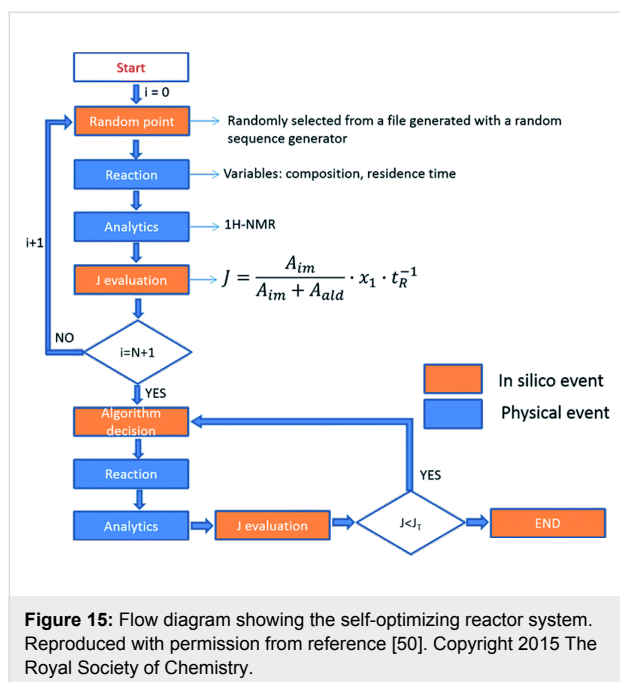 Start
i = 0
Random point
Randomly selected from a file generated with a random
sequence generator
Reaction
Variables: composition, residence time
Analytics
1H-NMR
i+1
J evaluation
J = A_im / (A_im + A_ald) · x_1 · t_R^-1
NO
i=N+1
YES
In silico event
Physical event
Algorithm
decision
Reaction
YES
Analytics
J evaluation
J<J_T
END
Figure 15: Flow diagram showing the self-optimizing reactor system.
Reproduced with permission from reference [50]. Copyright 2015 The
Royal Society of Chemistry.